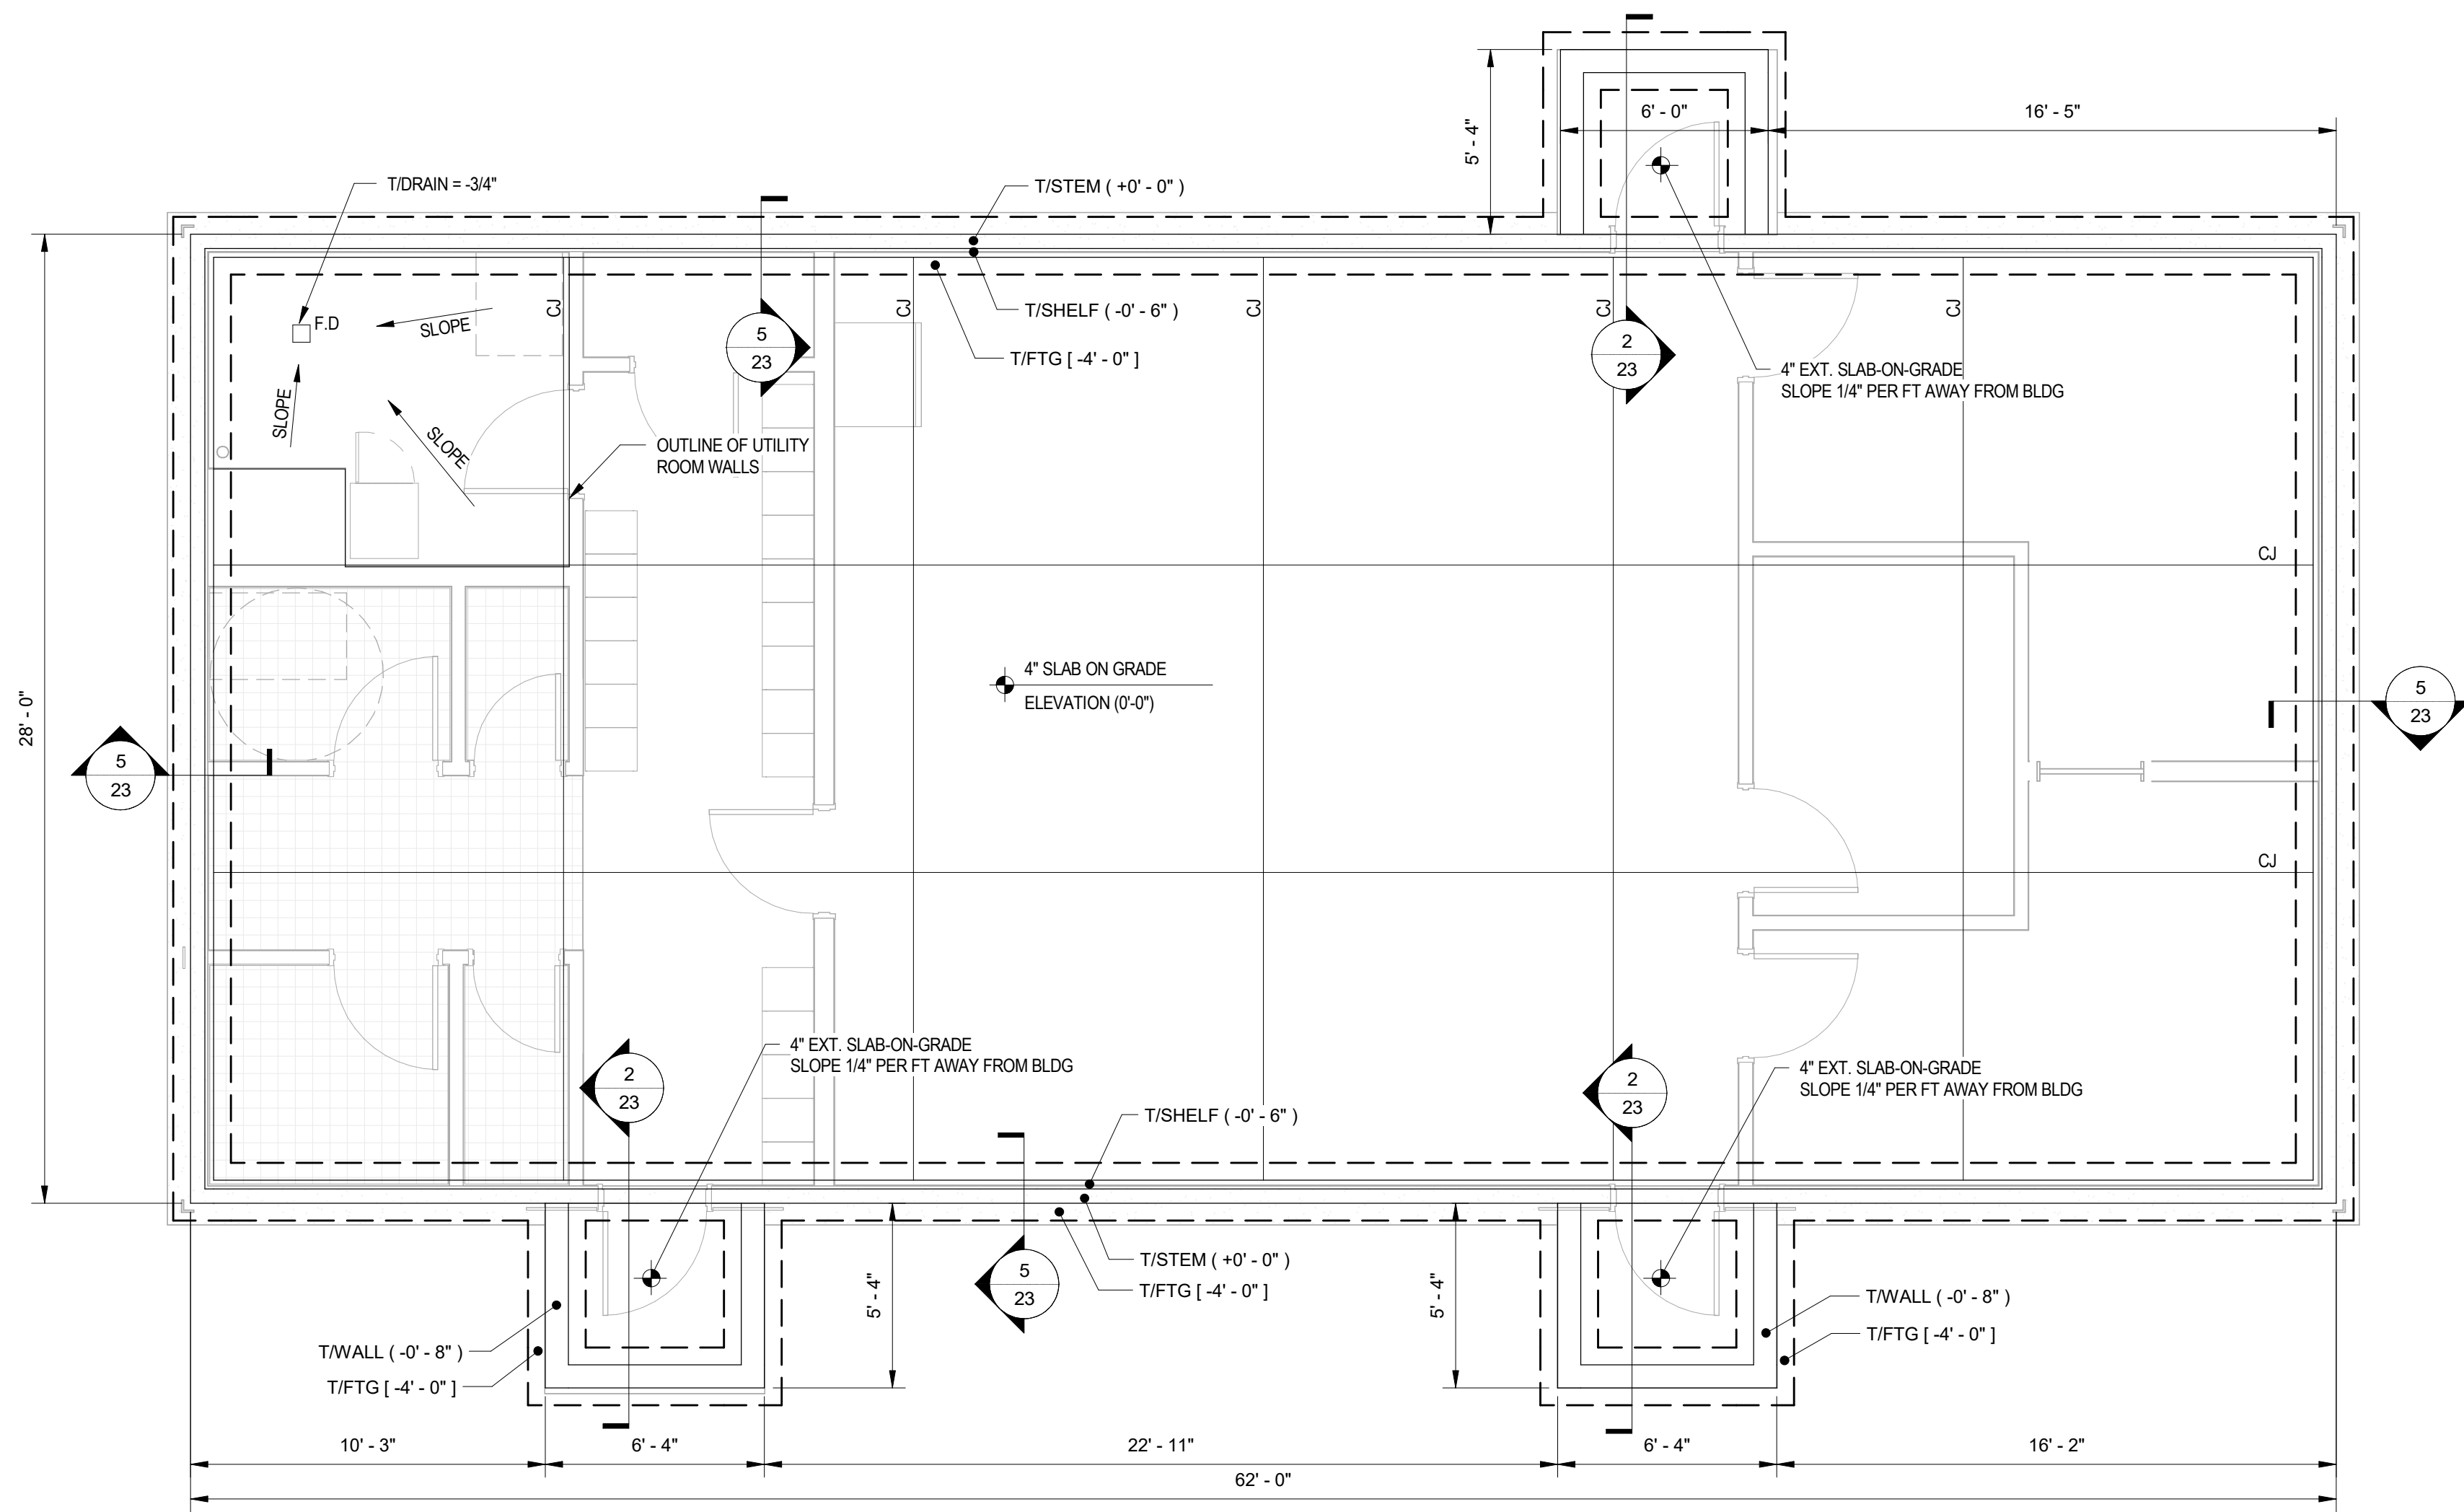 6' - 0"
16' - 5"
5' - 4"
T/DRAIN = -3/4"
T/STEM ( +0' - 0" )
F.D
SLOPE
CJ
CJ
CJ
CJ
CJ
T/SHELF ( -0' - 6" )
5
23
T/FTG [ -4' - 0" ]
2
23
4" EXT. SLAB-ON-GRADE
SLOPE 1/4" PER FT AWAY FROM BLDG
SLOPE
SLOPE
OUTLINE OF UTILITY
ROOM WALLS
CJ
28' - 0"
4" SLAB ON GRADE
ELEVATION (0'-0")
5
23
5
23
CJ
4" EXT. SLAB-ON-GRADE
SLOPE 1/4" PER FT AWAY FROM BLDG
2
23
2
23
4" EXT. SLAB-ON-GRADE
SLOPE 1/4" PER FT AWAY FROM BLDG
T/SHELF ( -0' - 6" )
T/STEM ( +0' - 0" )
5
23
T/FTG [ -4' - 0" ]
5' - 4"
5' - 4"
T/WALL ( -0' - 8" )
T/FTG [ -4' - 0" ]
T/WALL ( -0' - 8" )
T/FTG [ -4' - 0" ]
10' - 3"
6' - 4"
22' - 11"
6' - 4"
16' - 2"
62' - 0"